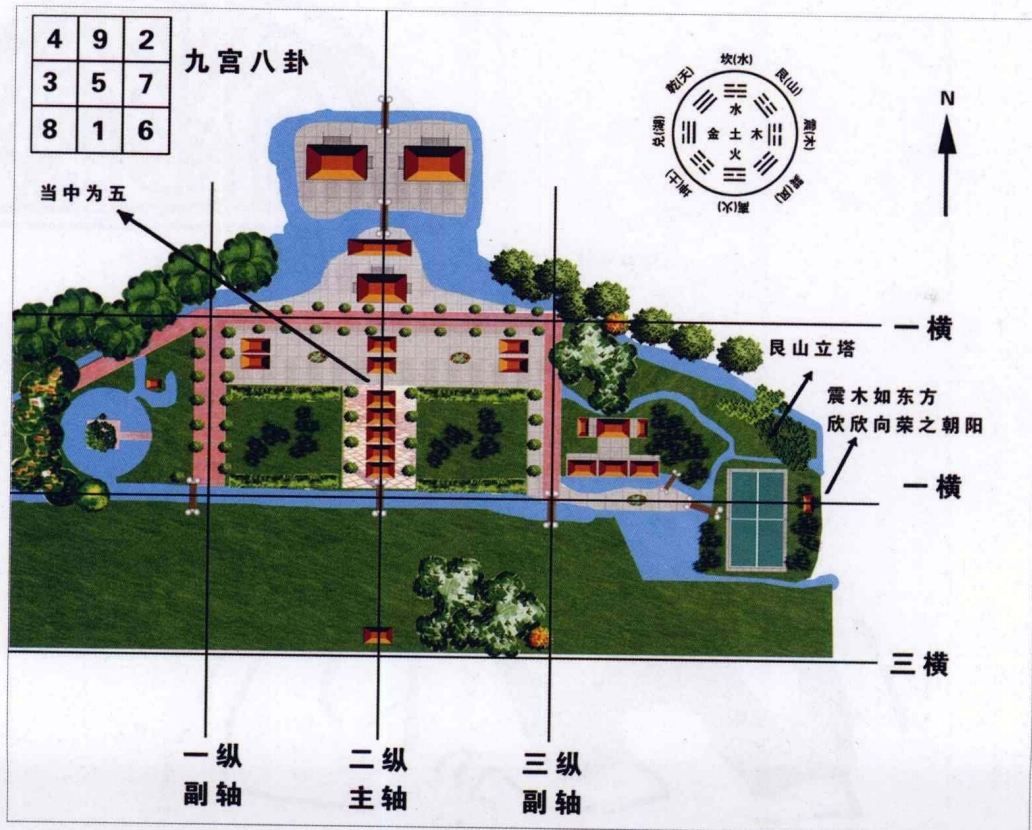 4 9 2
3 5 7
8 1 6
九宫八卦
坎(水)
艮(山)
震(木)
巽(风)
离(火)
坤(土)
兑(湖)
乾(天)
水
金 土 木
火
N
当中为五
一横
艮山立塔
震木如东方
欣欣向荣之朝阳
一横
三横
一纵
副轴
二纵
主轴
三纵
副轴